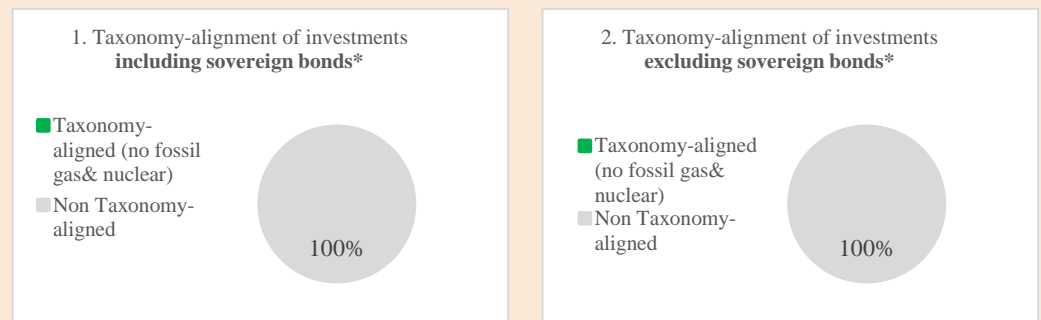 1. Taxonomy-alignment of investments
including sovereign bonds*
Taxonomy-
aligned (no fossil
gas& nuclear)
Non Taxonomy-
aligned
100%
2. Taxonomy-alignment of investments
excluding sovereign bonds*
Taxonomy-aligned
(no fossil gas&
nuclear)
Non Taxonomy-
aligned
100%